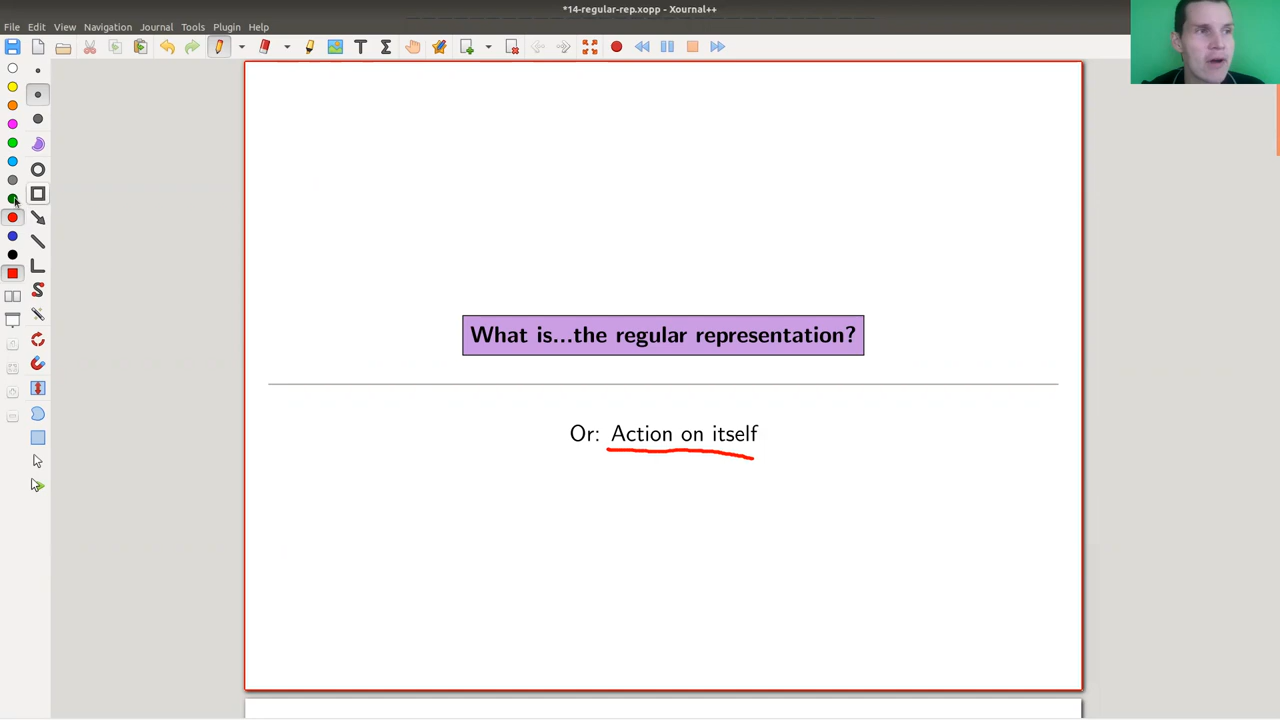 *14-regular-rep.xopp - Xournal++
File Edit View Navigation Journal Tools Plugin Help
What is...the regular representation?
Or: Action on itself